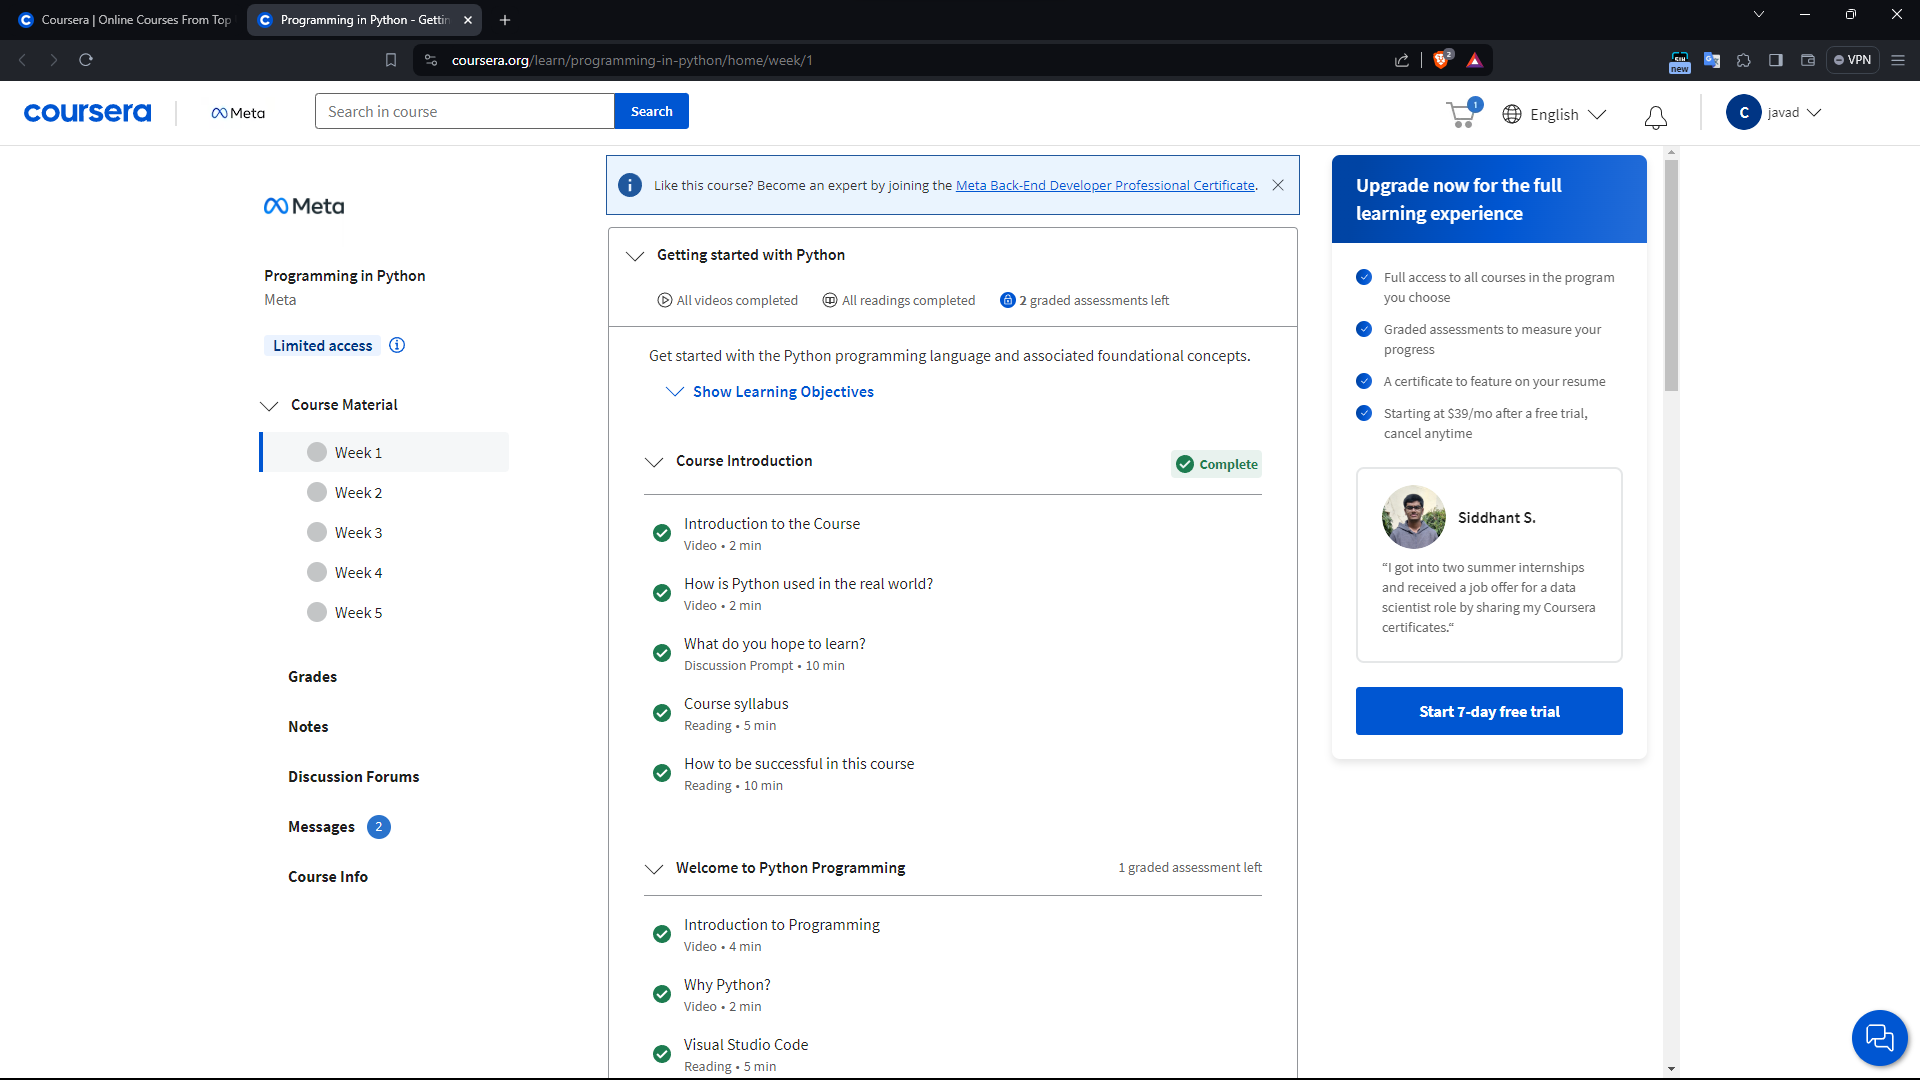 Coursera | Online Courses From Top
Programming in Python - Gettin
coursera.org/learn/programming-in-python/home/week/1
2
new
VPN
coursera
Meta
Search in course
Search
1
English
C
javad
Meta
Programming in Python
Meta
Limited access
Course Material
Week 1
Week 2
Week 3
Week 4
Week 5
Grades
Notes
Discussion Forums
Messages 2
Course Info
Like this course? Become an expert by joining the Meta Back-End Developer Professional Certificate.
Getting started with Python
All videos completed
All readings completed
2 graded assessments left
Get started with the Python programming language and associated foundational concepts.
Show Learning Objectives
Course Introduction
Complete
Introduction to the Course
Video • 2 min
How is Python used in the real world?
Video • 2 min
What do you hope to learn?
Discussion Prompt • 10 min
Course syllabus
Reading • 5 min
How to be successful in this course
Reading • 10 min
Welcome to Python Programming
1 graded assessment left
Introduction to Programming
Video • 4 min
Why Python?
Video • 2 min
Visual Studio Code
Reading • 5 min
Upgrade now for the full
learning experience
Full access to all courses in the program
you choose
Graded assessments to measure your
progress
A certificate to feature on your resume
Starting at $39/mo after a free trial,
cancel anytime
Siddhant S.
“I got into two summer internships
and received a job offer for a data
scientist role by sharing my Coursera
certificates.“
Start 7-day free trial